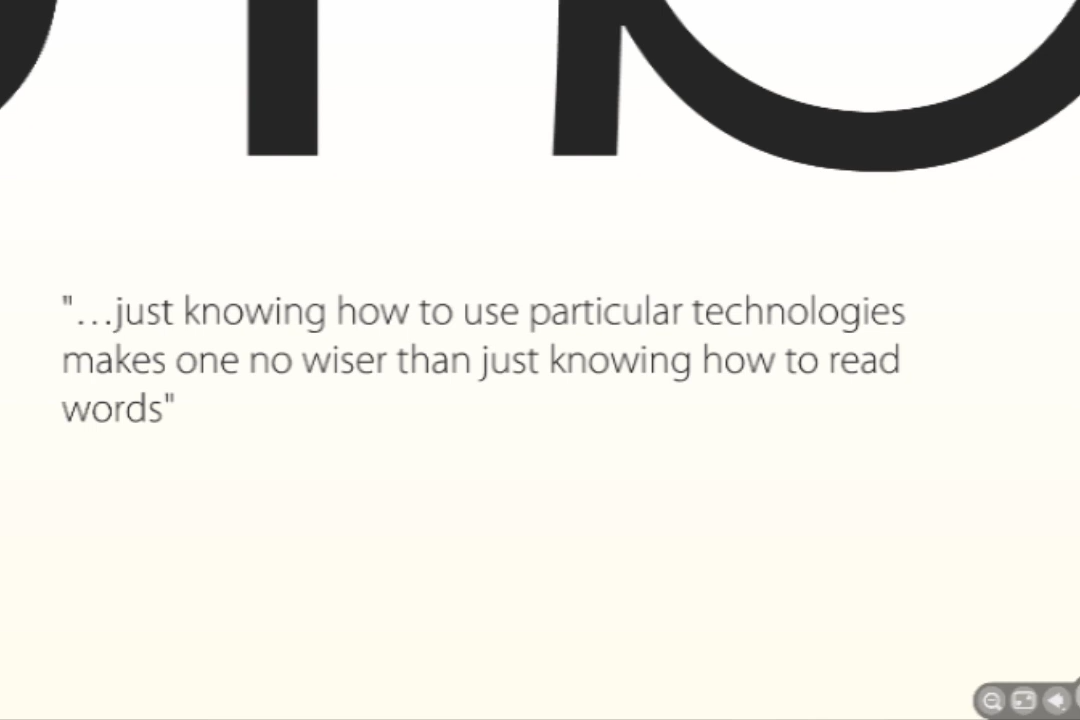 "...just knowing how to use particular technologies
makes one no wiser than just knowing how to read
words"